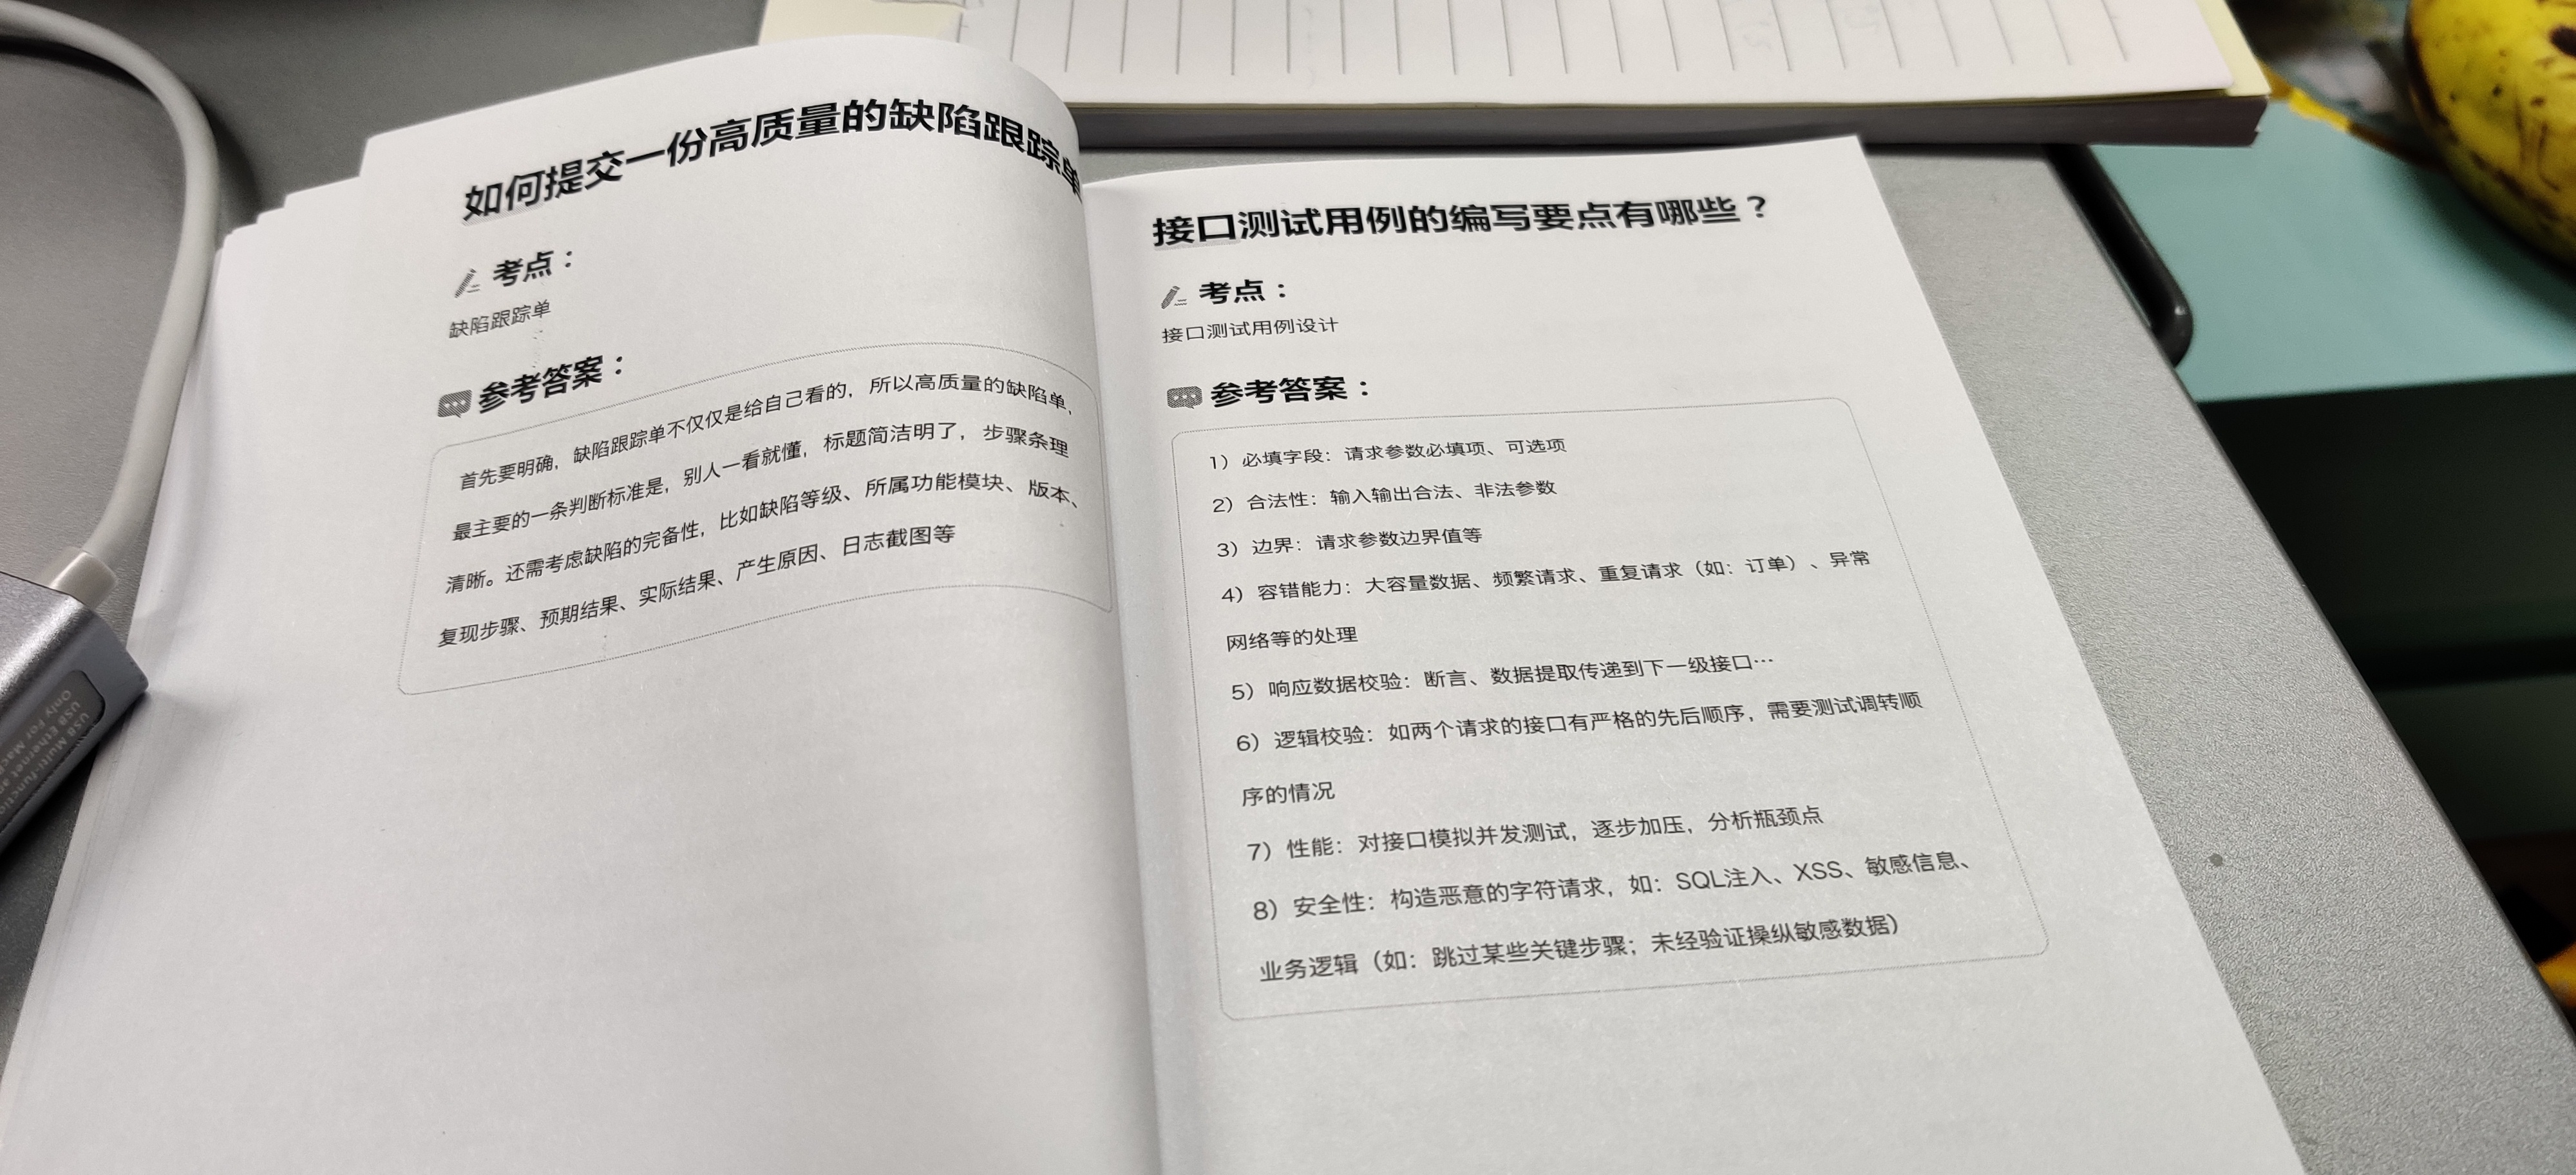 如何提交一份高质量的缺陷跟踪单
考点：
缺陷跟踪单
参考答案：
首先要明确，缺陷跟踪单不仅仅是给自己看的，所以高质量的缺陷单，
最主要的一条判断标准是，别人一看就懂，标题简洁明了，步骤条理
清晰。还需考虑缺陷的完备性，比如缺陷等级、所属功能模块、版本、
复现步骤、预期结果、实际结果、产生原因、日志截图等
接口测试用例的编写要点有哪些？
考点：
接口测试用例设计
参考答案：
1）必填字段：请求参数必填项、可选项
2）合法性：输入输出合法、非法参数
3）边界：请求参数边界值等
4）容错能力：大容量数据、频繁请求、重复请求（如：订单）、异常
网络等的处理
5）响应数据校验：断言、数据提取传递到下一级接口…
6）逻辑校验：如两个请求的接口有严格的先后顺序，需要测试调转顺
序的情况
7）性能：对接口模拟并发测试，逐步加压，分析瓶颈点
8）安全性：构造恶意的字符请求，如：SQL注入、XSS、敏感信息、
业务逻辑（如：跳过某些关键步骤；未经验证操纵敏感数据）
USB Multi-functio
USB Ethernet a
Only For Mac